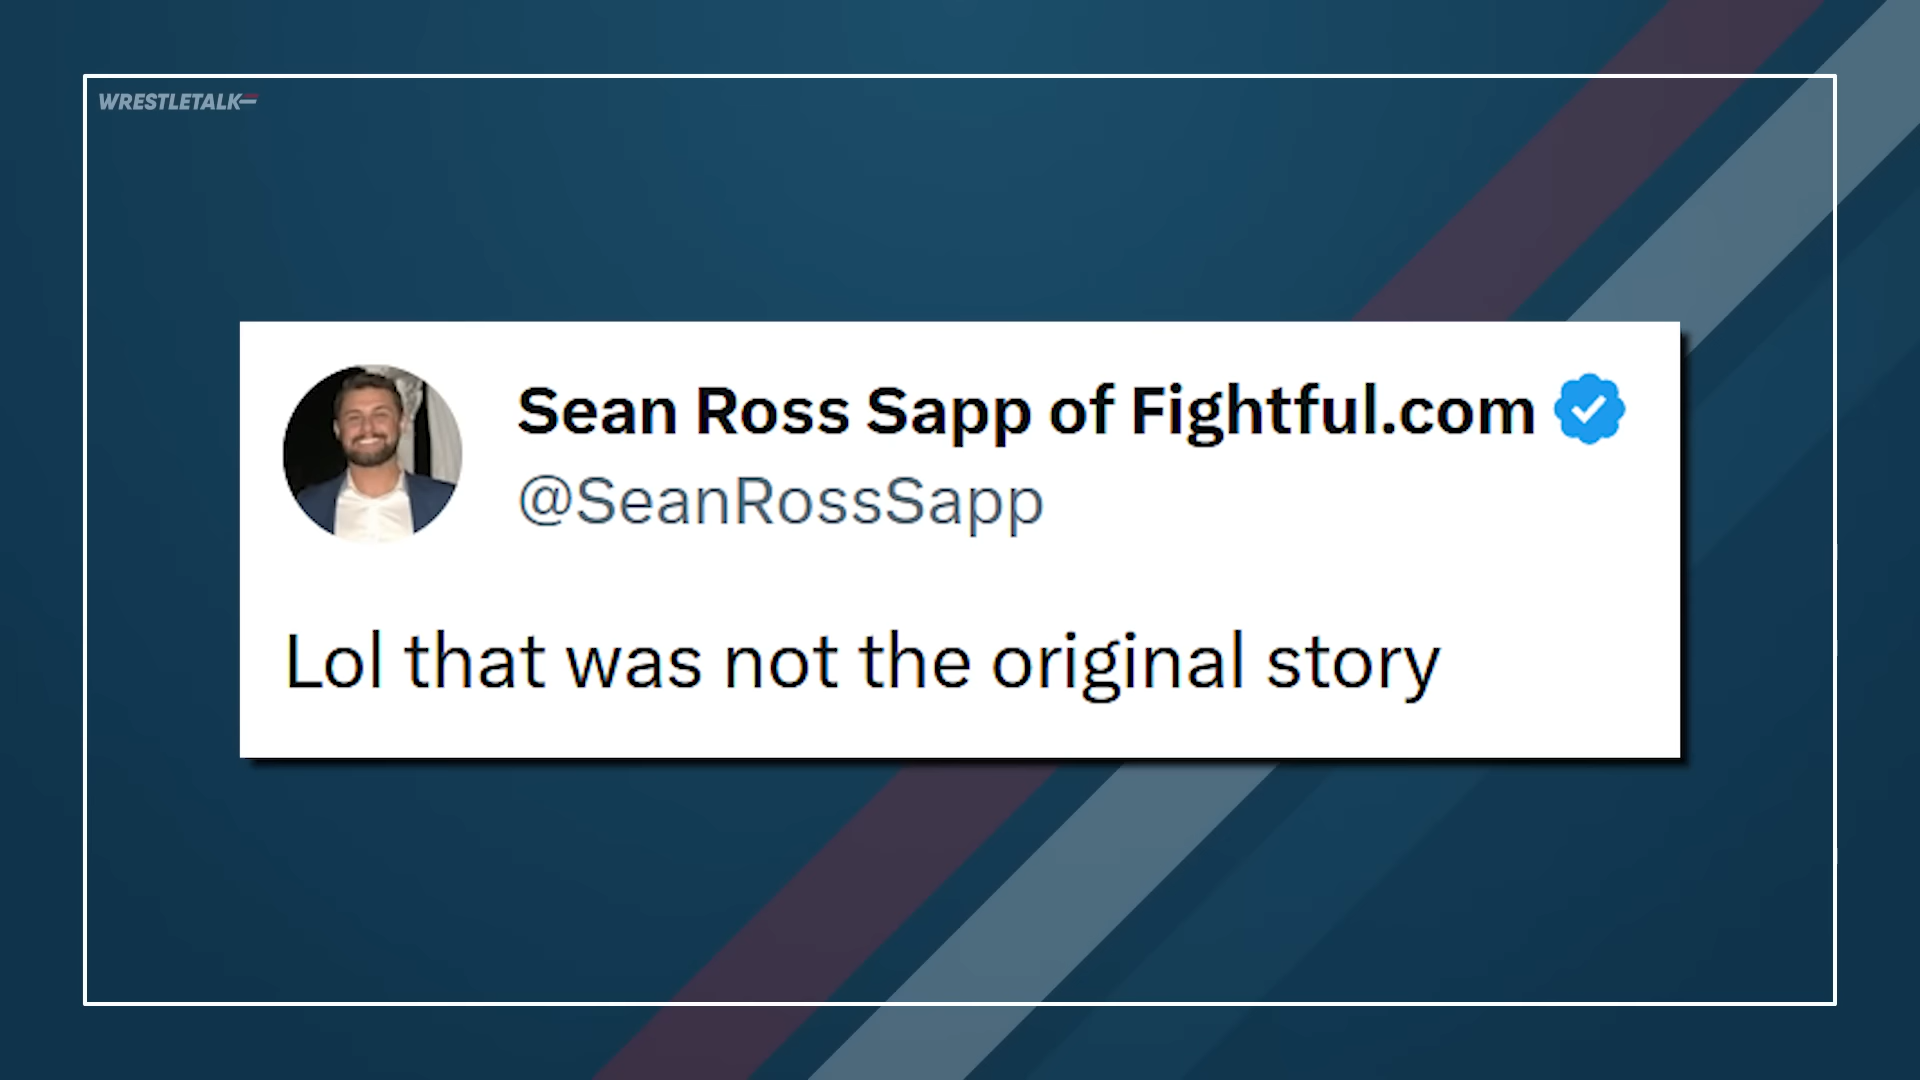 WRESTLETALK
Sean Ross Sapp of Fightful.com
@SeanRossSapp
Lol that was not the original story